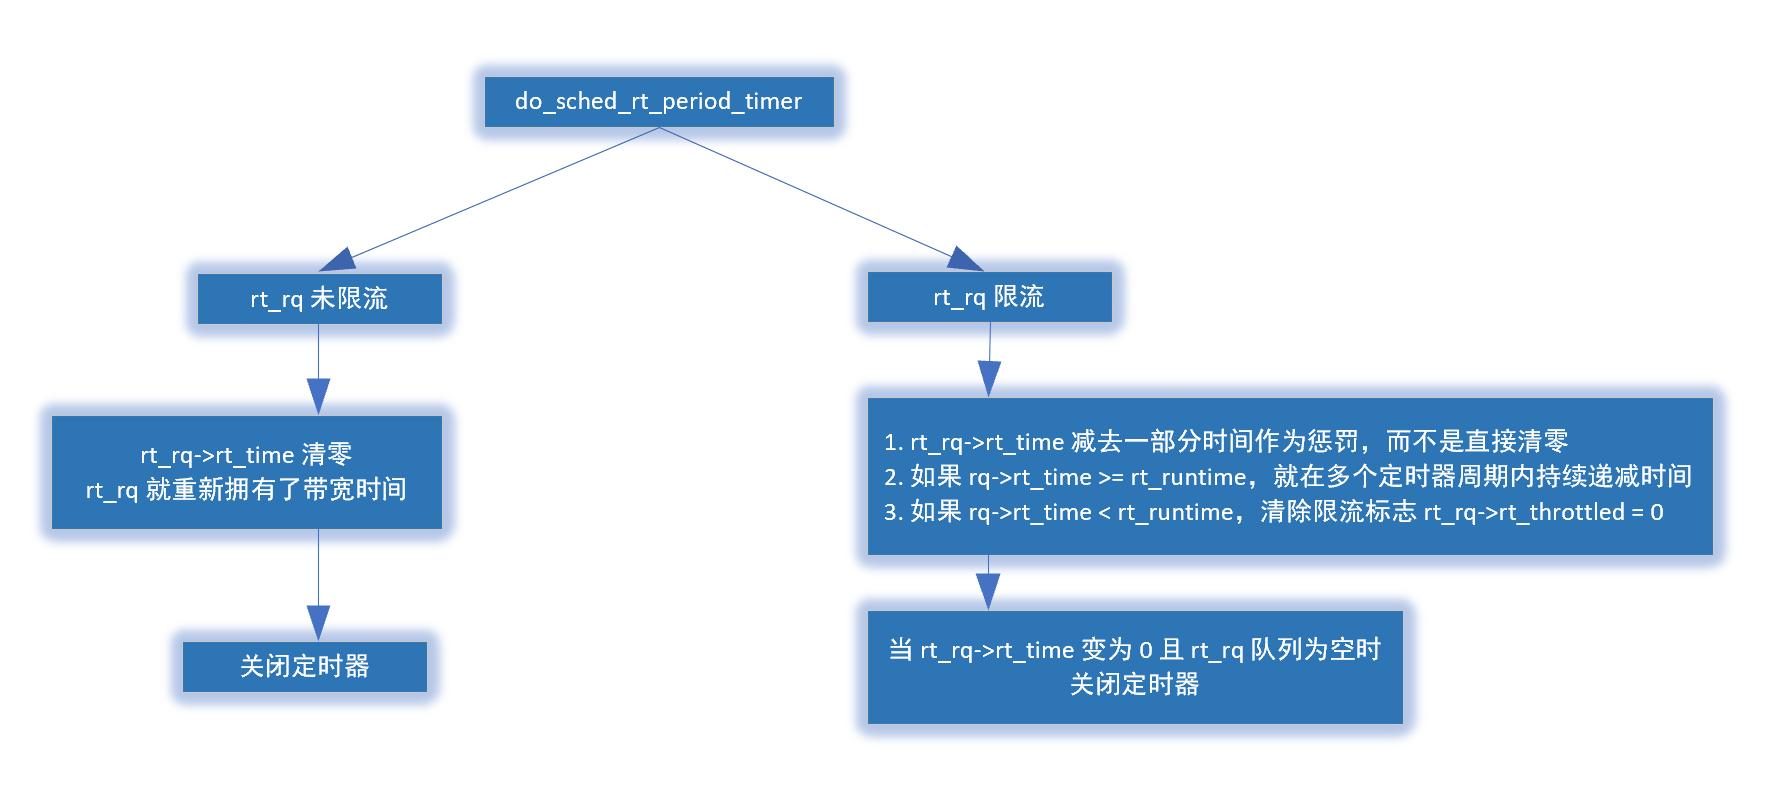 do_sched_rt_period_timer
rt_rq 未限流
rt_rq 限流
rt_rq->rt_time 清零
rt_rq 就重新拥有了带宽时间
1. rt_rq->rt_time 减去一部分时间作为惩罚，而不是直接清零
2. 如果 rq->rt_time >= rt_runtime，就在多个定时器周期内持续递减时间
3. 如果 rq->rt_time < rt_runtime，清除限流标志 rt_rq->rt_throttled = 0
关闭定时器
当 rt_rq->rt_time 变为 0 且 rt_rq 队列为空时
关闭定时器